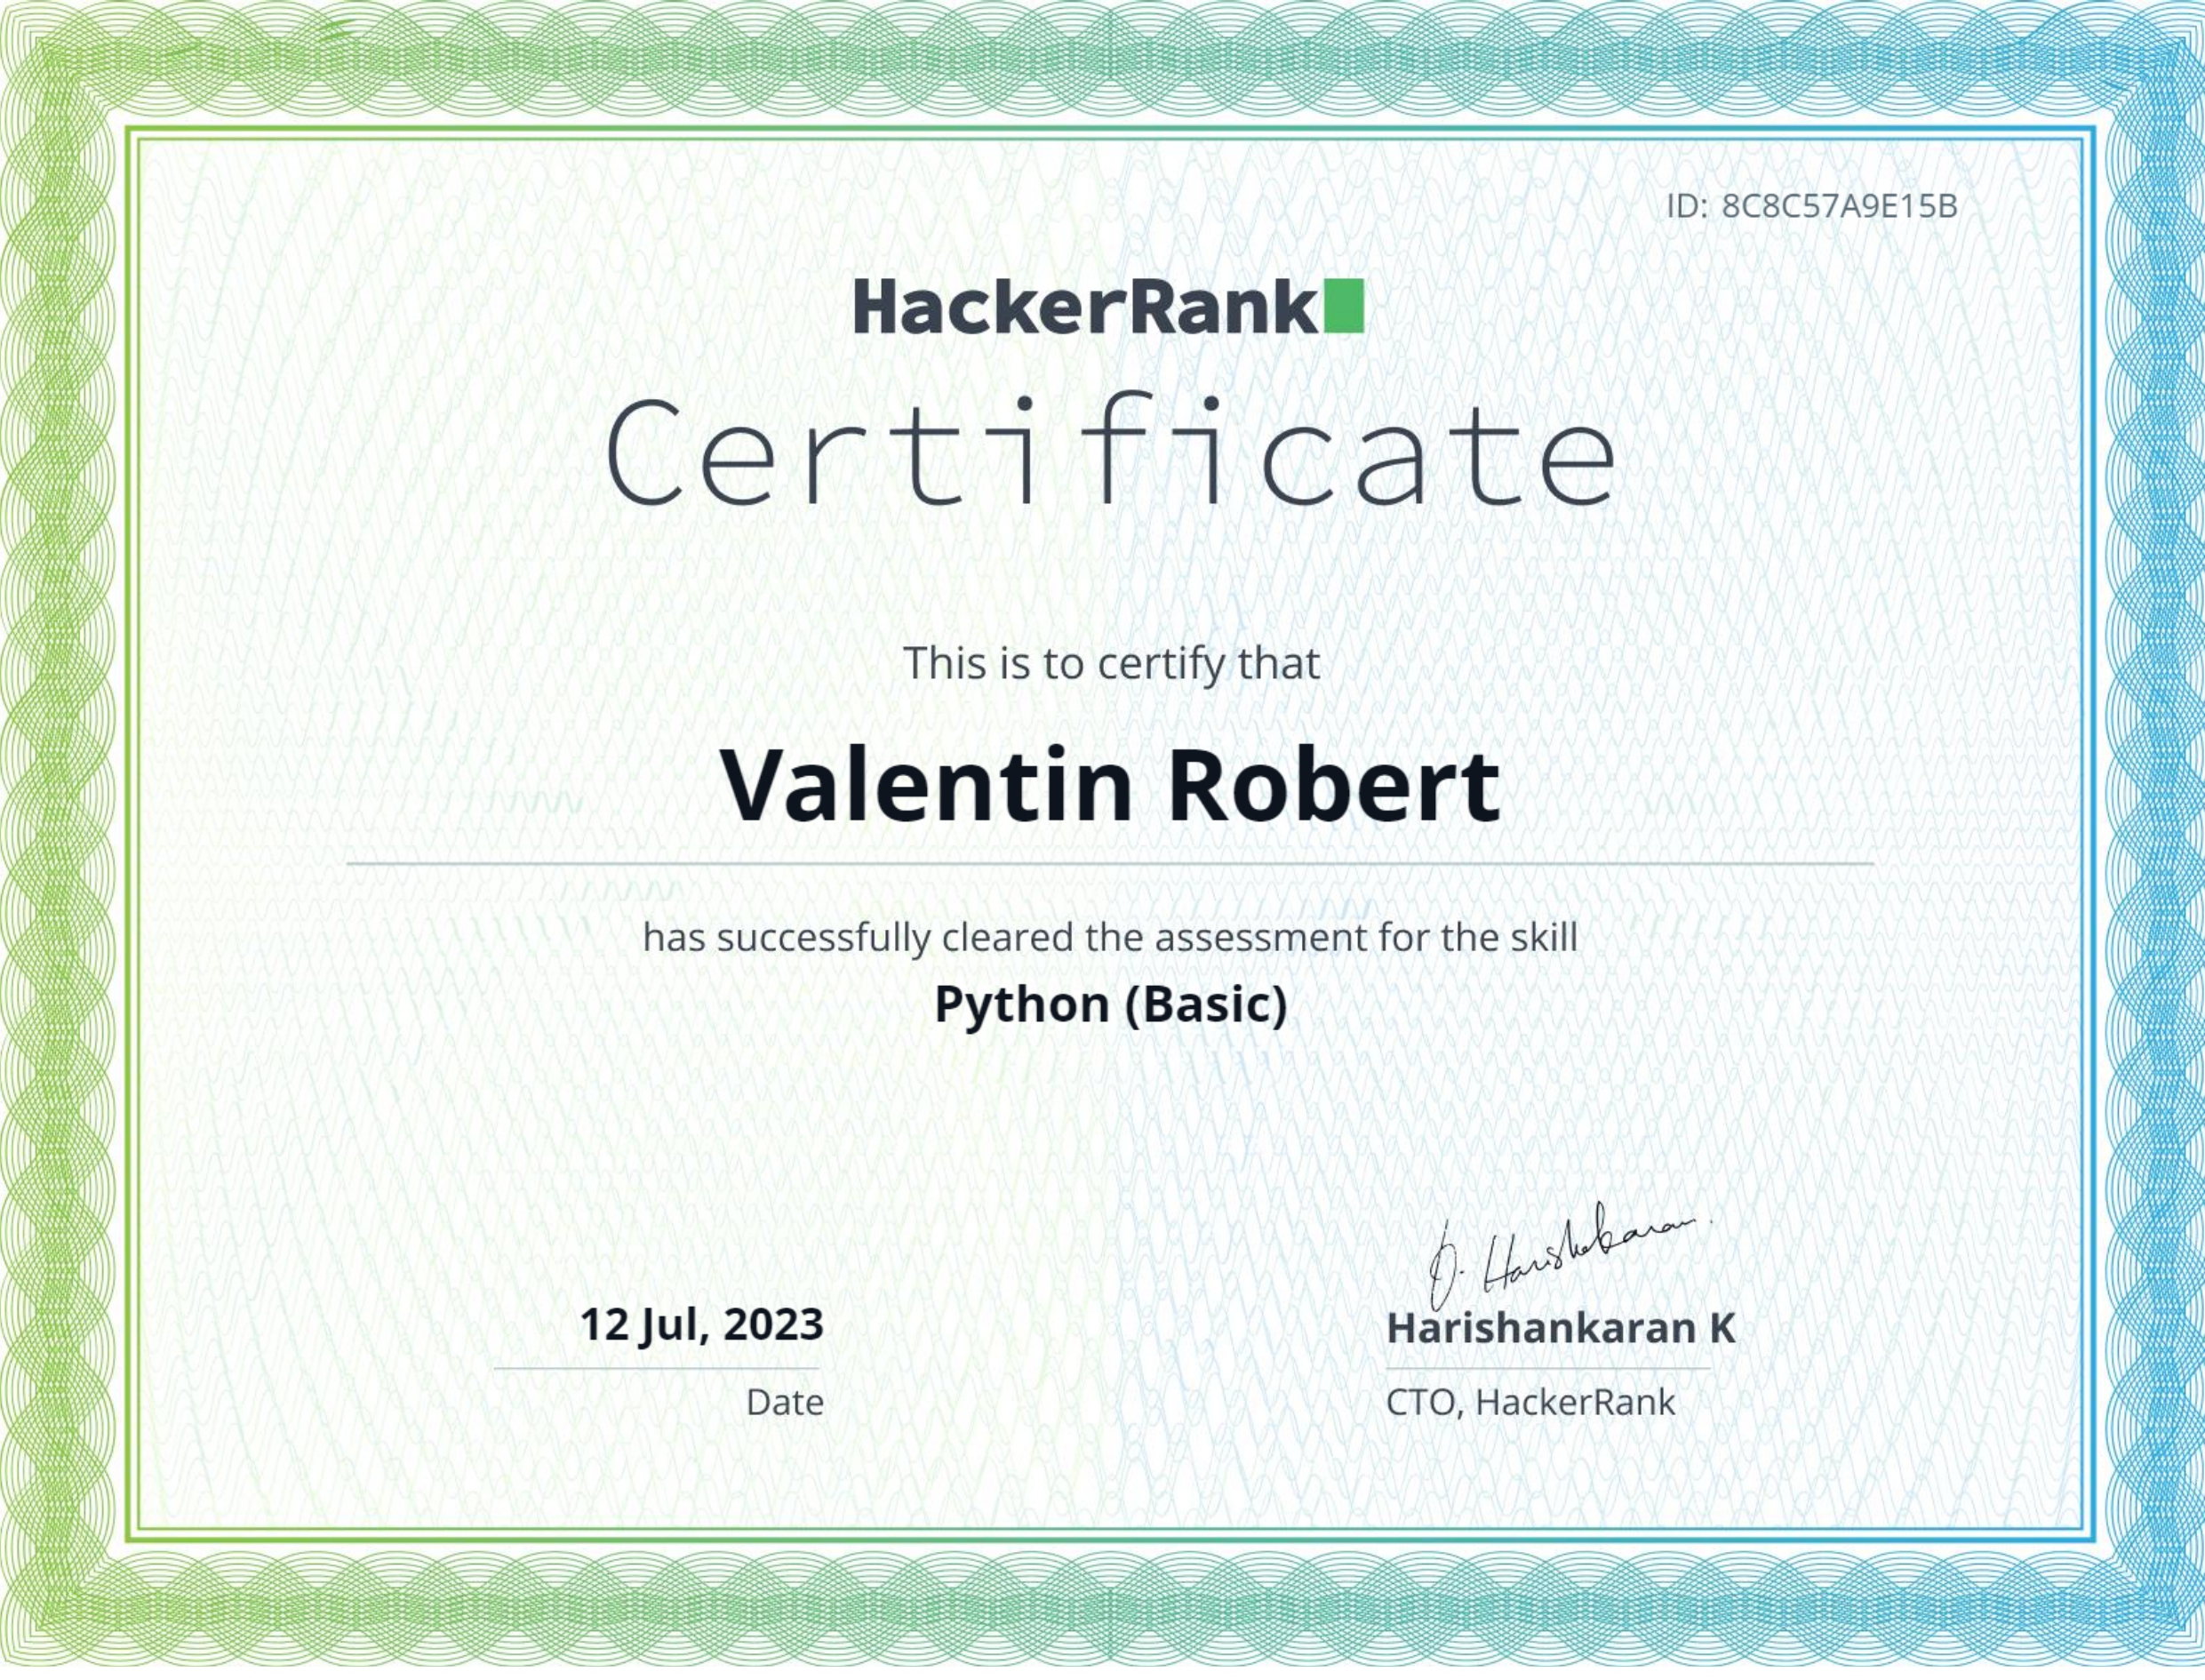 ID: 8C8C57A9E15B
HackerRank
Certificate
This is to certify that
Valentin Robert
has successfully cleared the assessment for the skill
Python (Basic)
12 Jul, 2023
Date
Harishankaran K
CTO, HackerRank